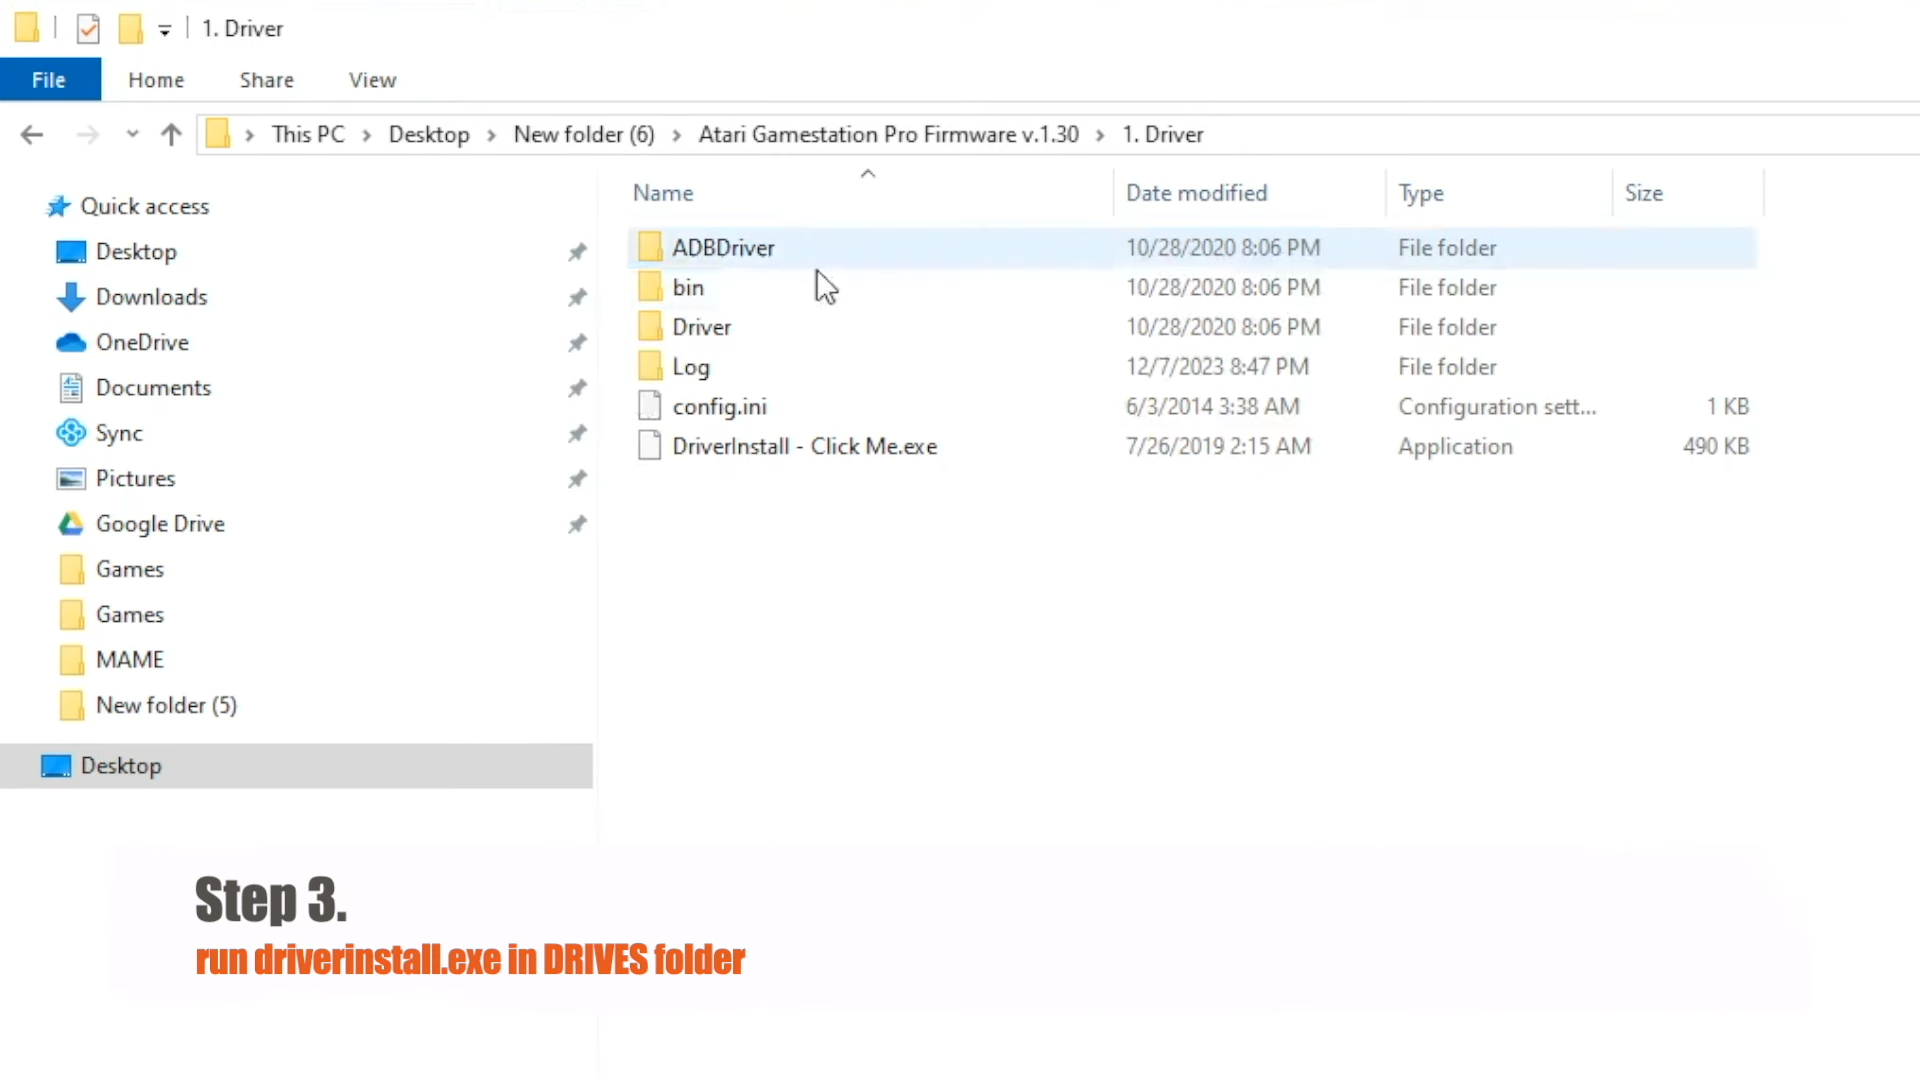 1. Driver
File Home Share View
This PC > Desktop > New folder (6) > Atari Gamestation Pro Firmware v.1.30 > 1. Driver
Name Date modified Type Size
Quick access
Desktop
Downloads
OneDrive
Documents
Sync
Pictures
Google Drive
Games
Games
MAME
New folder (5)
Desktop
ADBDriver 10/28/2020 8:06 PM File folder
bin 10/28/2020 8:06 PM File folder
Driver 10/28/2020 8:06 PM File folder
Log 12/7/2023 8:47 PM File folder
config.ini 6/3/2014 3:38 AM Configuration sett... 1 KB
DriverInstall - Click Me.exe 7/26/2019 2:15 AM Application 490 KB
Step 3.
run driverinstall.exe in DRIVES folder